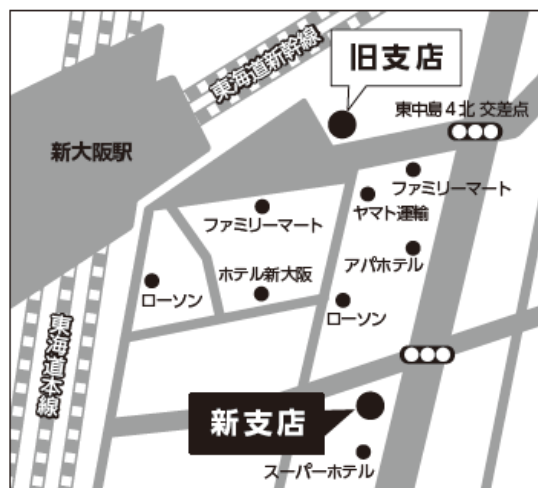 東海道新幹線
旧支店
東中島4北 交差点
新大阪駅
ファミリーマート
ヤマト運輸
ファミリーマート
アパホテル
ホテル新大阪
ローソン
ローソン
東海道本線
新支店
スーパーホテル